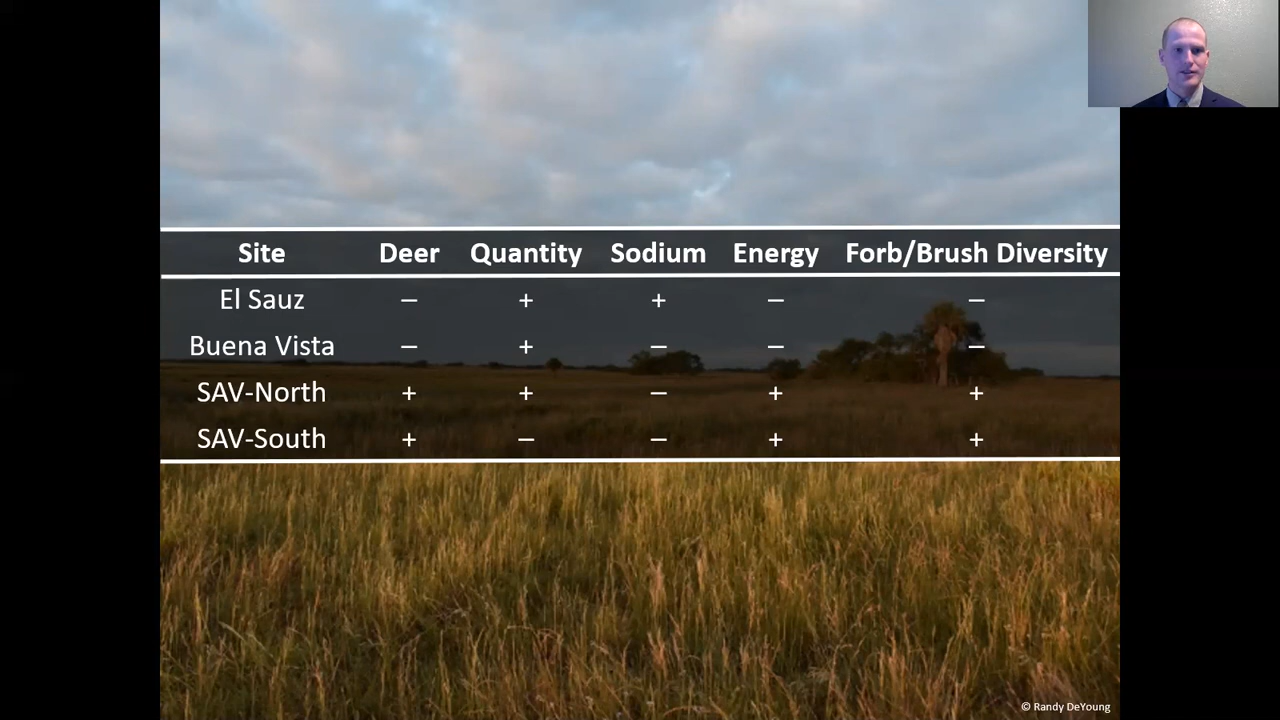 Site Deer Quantity Sodium Energy Forb/Brush Diversity
El Sauz – + + – –
Buena Vista – + – – –
SAV-North + + – + +
SAV-South + – – + +
© Randy DeYoung